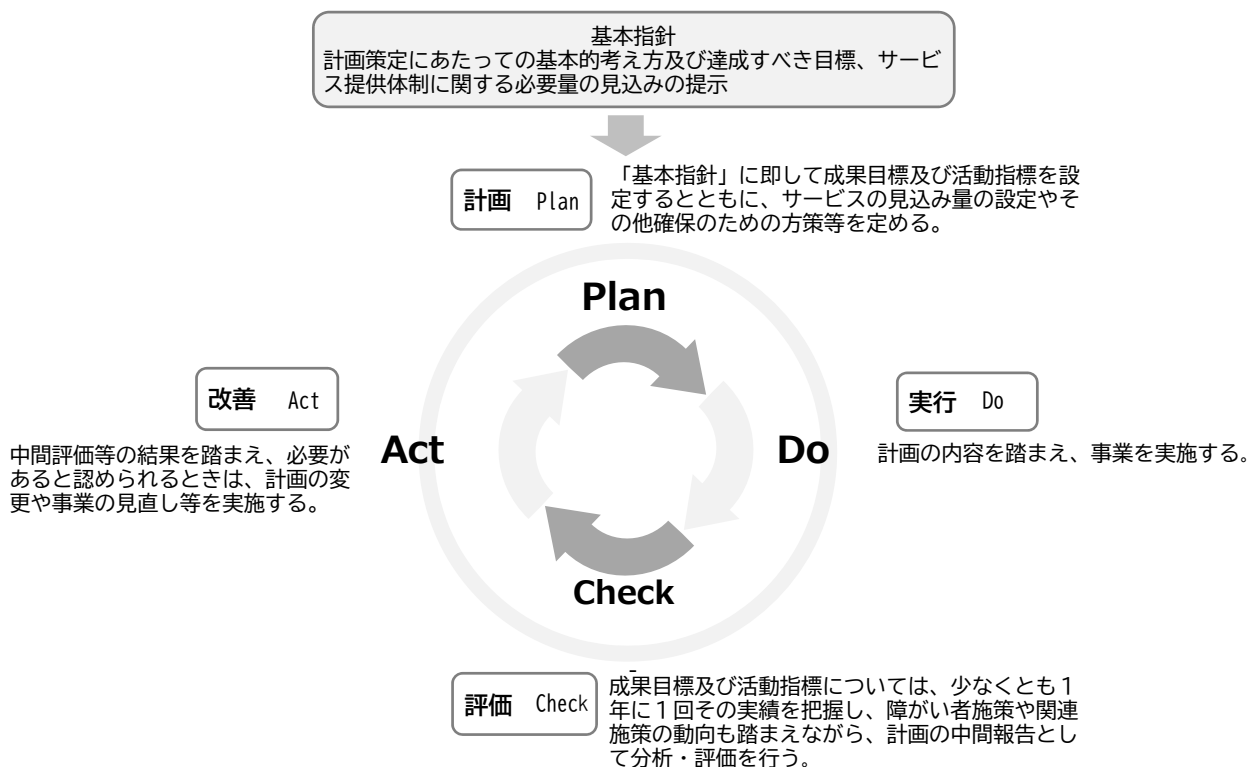 基本指針
計画策定にあたっての基本的考え方及び達成すべき目標、サービ
ス提供体制に関する必要量の見込みの提示
計画 Plan
「基本指針」に即して成果目標及び活動指標を設
定するとともに、サービスの見込み量の設定やそ
の他確保のための方策等を定める。
Plan
改善 Act
中間評価等の結果を踏まえ、必要が
あると認められるときは、計画の変
更や事業の見直し等を実施する。
Act
Do
実行 Do
計画の内容を踏まえ、事業を実施する。
Check
評価 Check
-
成果目標及び活動指標については、少なくとも１
年に１回その実績を把握し、障がい者施策や関連
施策の動向も踏まえながら、計画の中間報告とし
て分析・評価を行う。